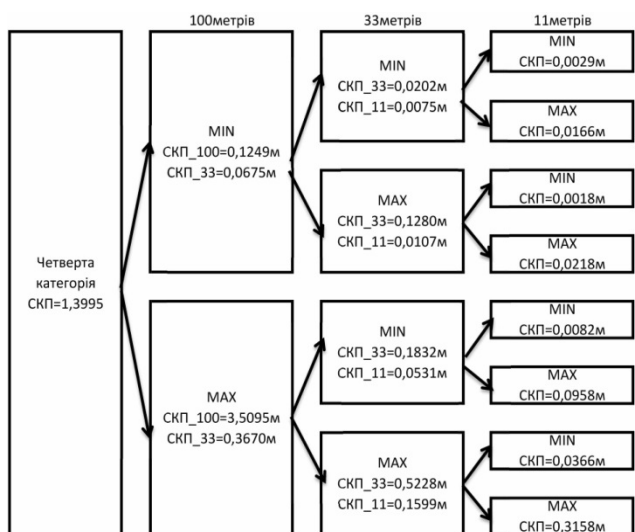 100метрів
33метрів
11метрів
Четверта
категорія
СКП=1,3995
MIN
СКП_100=0,1249м
СКП_33=0,0675м
MAX
СКП_100=3,5095м
СКП_33=0,3670м
MIN
СКП_33=0,0202м
СКП_11=0,0075м
MAX
СКП_33=0,1280м
СКП_11=0,0107м
MIN
СКП_33=0,1832м
СКП_11=0,0531м
MAX
СКП_33=0,5228м
СКП_11=0,1599м
MIN
СКП=0,0029м
MAX
СКП=0,0166м
MIN
СКП=0,0018м
MAX
СКП=0,0218м
MIN
СКП=0,0082м
MAX
СКП=0,0958м
MIN
СКП=0,0366м
MAX
СКП=0,3158м